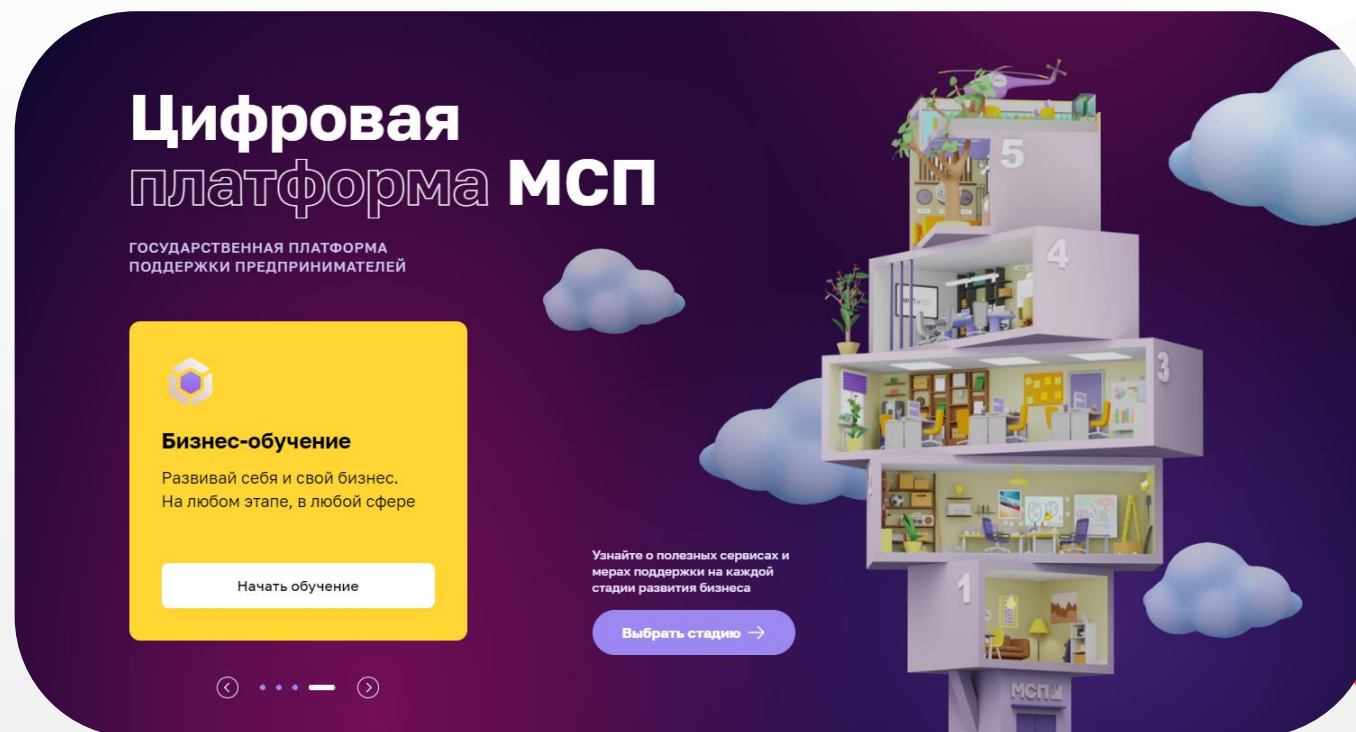 Цифровая
платформа МСП
ГОСУДАРСТВЕННАЯ ПЛАТФОРМА
ПОДДЕРЖКИ ПРЕДПРИНИМАТЕЛЕЙ
Бизнес-обучение
Развивай себя и свой бизнес.
На любом этапе, в любой сфере
Начать обучение
Узнайте о полезных сервисах и
мерах поддержки на каждой
стадии развития бизнеса
Выбрать стадию
5
4
3
1
МСП